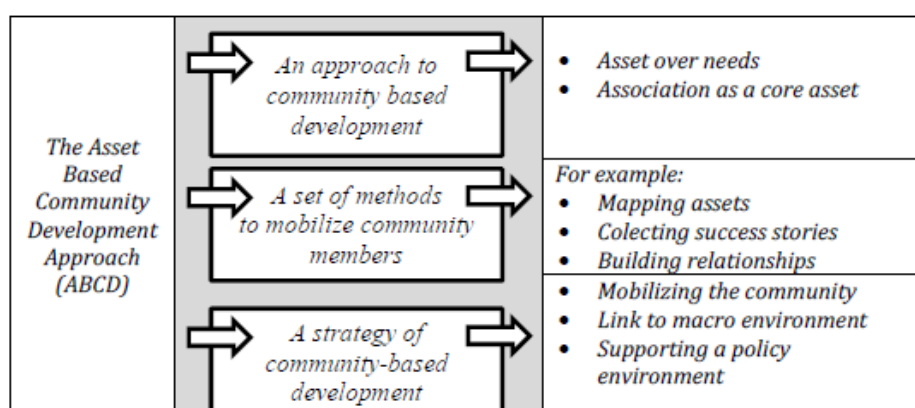 The Asset
Based
Community
Development
Approach
(ABCD)
An approach to
community based
development
• Asset over needs
• Association as a core asset
A set of methods
to mobilize community
members
For example:
• Mapping assets
• Colecting success stories
• Building relationships
A strategy of
community-based
development
• Mobilizing the community
• Link to macro environment
• Supporting a policy
environment